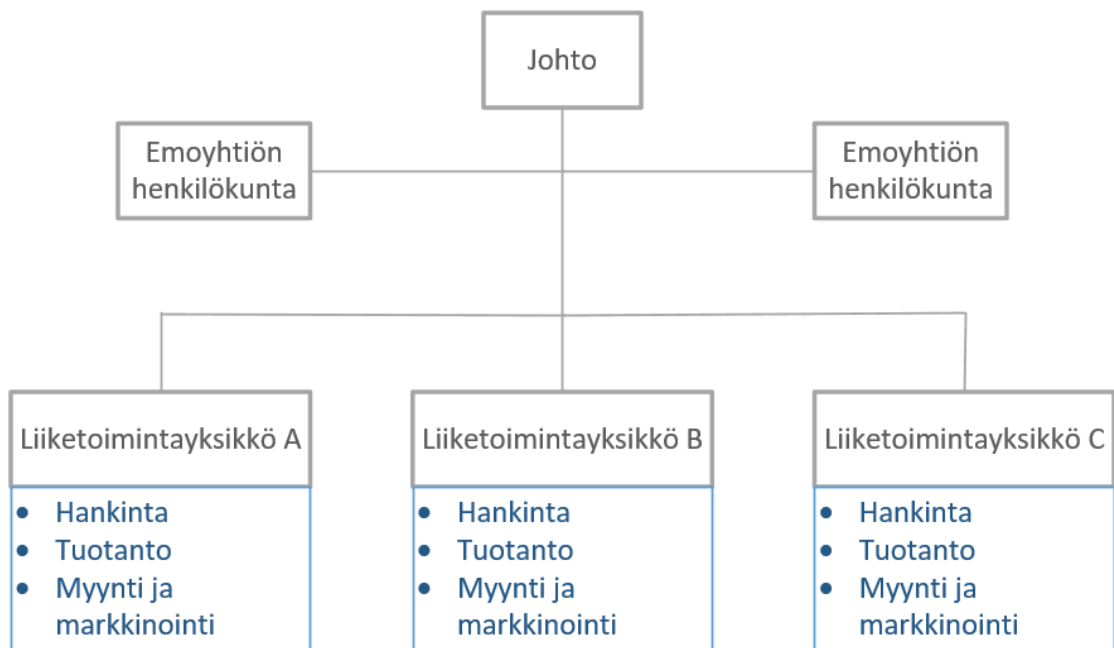 Johto
Emoyhtiön
henkilökunta
Emoyhtiön
henkilökunta
Liiketoimintayksikkö A
• Hankinta
• Tuotanto
• Myynti ja
markkinointi
Liiketoimintayksikkö B
• Hankinta
• Tuotanto
• Myynti ja
markkinointi
Liiketoimintayksikkö C
• Hankinta
• Tuotanto
• Myynti ja
markkinointi